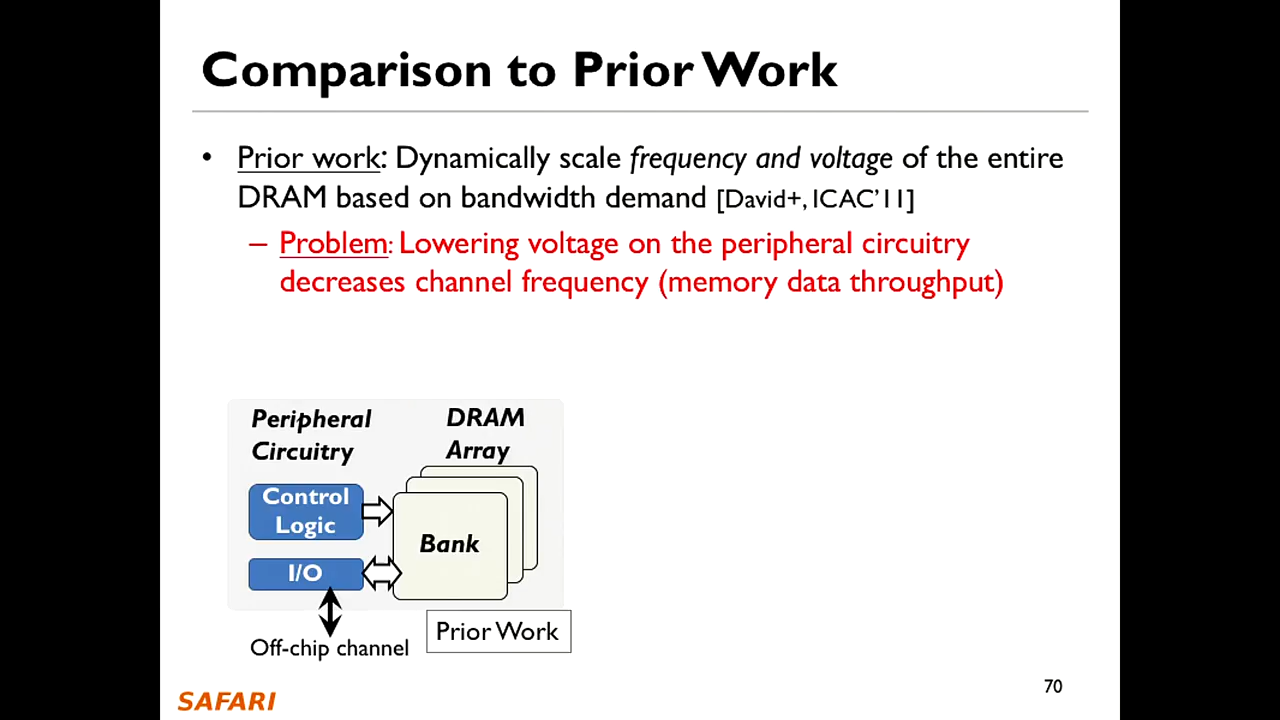 Comparison to Prior Work
• Prior work: Dynamically scale frequency and voltage of the entire
DRAM based on bandwidth demand [David+, ICAC’11]
– Problem: Lowering voltage on the peripheral circuitry
decreases channel frequency (memory data throughput)
Peripheral
Circuitry
DRAM
Array
Control
Logic
Bank
I/O
Off-chip channel
Prior Work
SAFARI
70